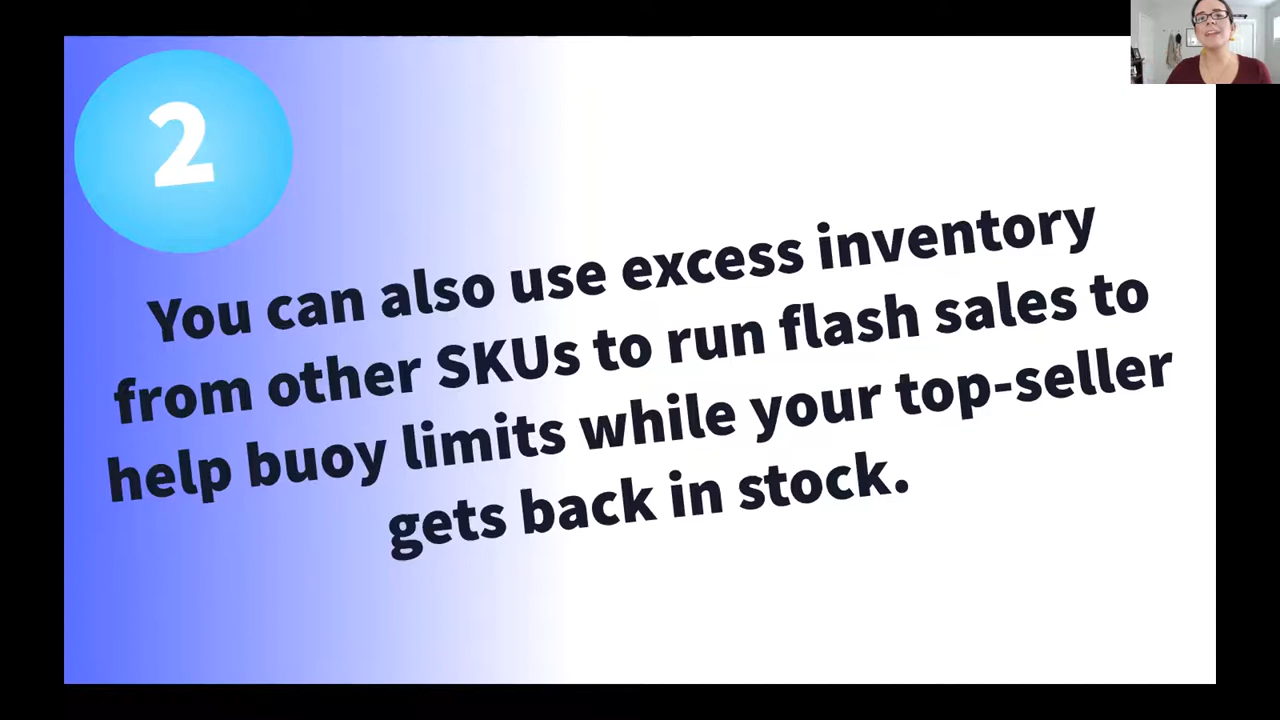 2
You can also use excess inventory
from other SKUs to run flash sales to
help buoy limits while your top-seller
gets back in stock.